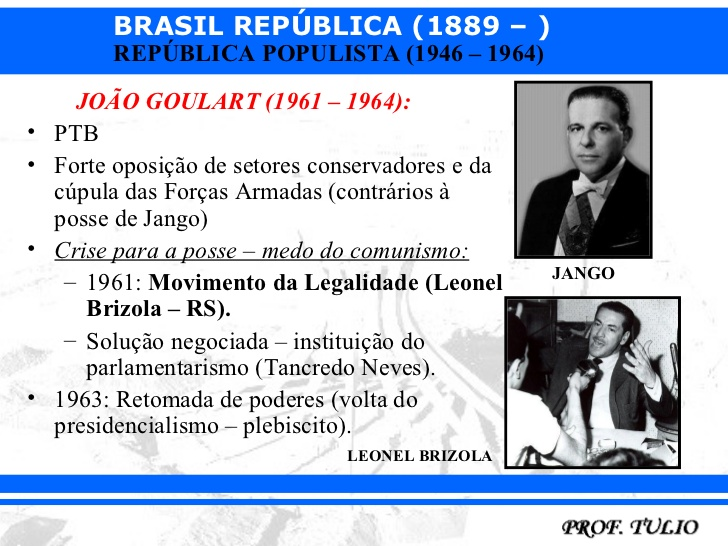 BRASIL REPÚBLICA (1889 – )
REPÚBLICA POPULISTA (1946 – 1964)
JOÃO GOULART (1961 – 1964):
• PTB
• Forte oposição de setores conservadores e da
cúpula das Forças Armadas (contrários à
posse de Jango)
• Crise para a posse – medo do comunismo:
– 1961: Movimento da Legalidade (Leonel
Brizola – RS).
– Solução negociada – instituição do
parlamentarismo (Tancredo Neves).
• 1963: Retomada de poderes (volta do
presidencialismo – plebiscito).
JANGO
LEONEL BRIZOLA
PROF. TULIO